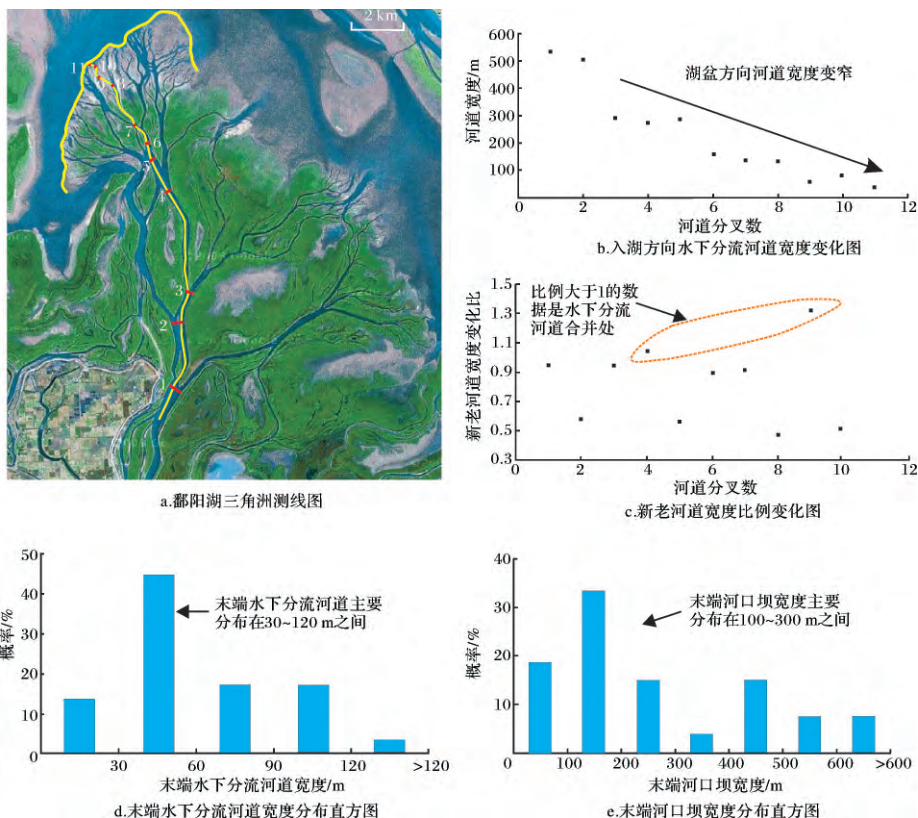 2 km
11
7
6
5
4
3
2
a.鄱阳湖三角洲测线图
河道宽度/m
600
500
400
300
200
100
0
2
4
6
8
10
12
湖盆方向河道宽度变窄
河道分叉数
b.入湖方向水下分流河道宽度变化图
新老河道宽度变化比
1.5
1.3
1.1
0.9
0.7
0.5
0.3
0
2
4
6
8
10
12
比例大于1的数
据是水下分流
河道合并处
河道分叉数
c.新老河道宽度比例变化图
概率/%
50
40
30
20
10
0
30
60
90
120
>120
末端水下分流河道主要
分布在30~120 m之间
末端水下分流河道宽度/m
d.末端水下分流河道宽度分布直方图
概率/%
40
30
20
10
0
100
200
300
400
500
600
>600
末端河口坝宽度主要
分布在100~300 m之间
末端河口坝宽度/m
e.末端河口坝宽度分布直方图